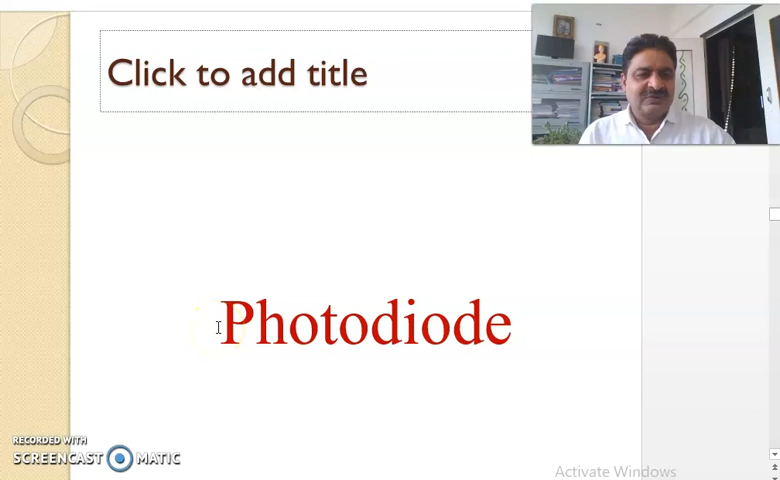 Click to add title
Photodiode
RECORDED WITH
SCREENCAST MATIC
Activate Windows